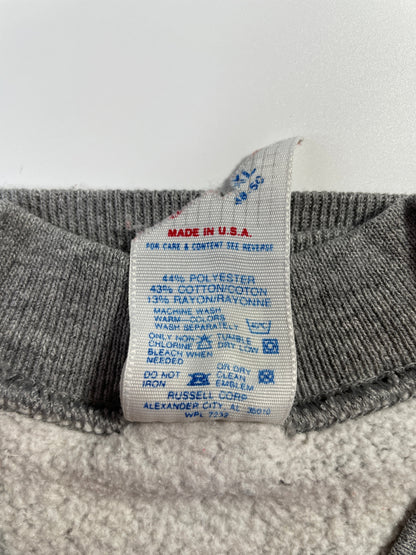 XL
48-50
MADE IN U.S.A.
FOR CARE & CONTENT SEE REVERSE
44% POLYESTER
43% COTTON/COTTON
13% RAYON/RAYONNE
MACHINE WASH
WARM-COLORS
WASH SEPARATELY
ONLY NON TUMBLE
CHLORINE DRY LOW
BLEACH WHEN
NEEDED
DO NOT OR DRY
IRON CLEAN
EMBLEM
RUSSELL CORP.
ALEXANDER CITY, AL 35010
WPL 7232